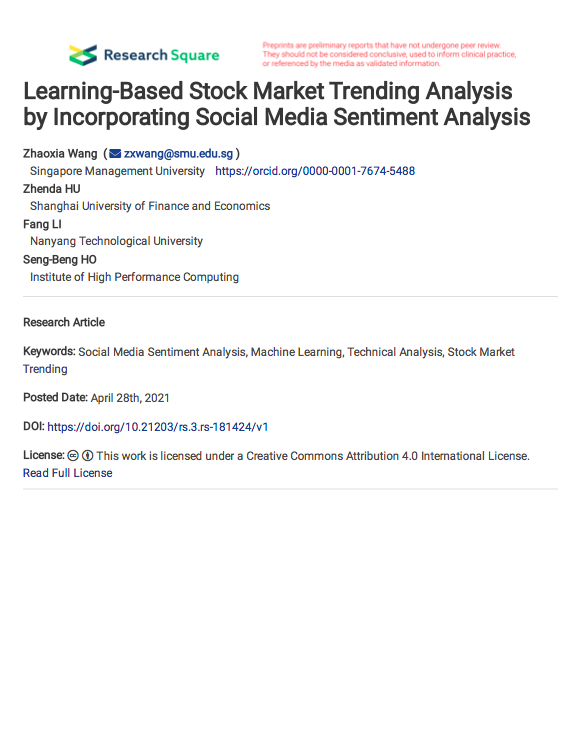 Research Square
Preprints are preliminary reports that have not undergone peer review.
They should not be considered conclusive, used to inform clinical practice,
or referenced by the media as validated information.
Learning-Based Stock Market Trending Analysis
by Incorporating Social Media Sentiment Analysis
Zhaoxia Wang ( zxwang@smu.edu.sg )
Singapore Management University https://orcid.org/0000-0001-7674-5488
Zhenda HU
Shanghai University of Finance and Economics
Fang LI
Nanyang Technological University
Seng-Beng HO
Institute of High Performance Computing
Research Article
Keywords: Social Media Sentiment Analysis, Machine Learning, Technical Analysis, Stock Market
Trending
Posted Date: April 28th, 2021
DOI: https://doi.org/10.21203/rs.3.rs-181424/v1
License: This work is licensed under a Creative Commons Attribution 4.0 International License.
Read Full License